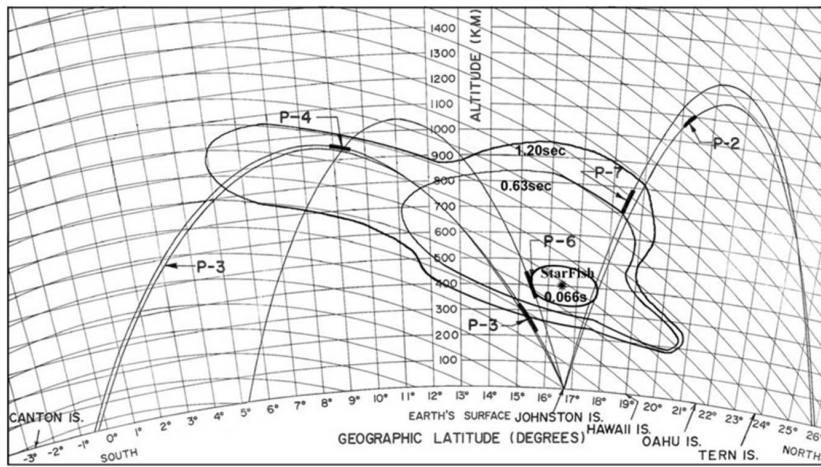 1400
1300
1200
1100
1000
900
800
700
600
500
400
300
200
100
ALTITUDE (KM)
P-4
P-3
1.20sec
0.63sec
P-7
P-2
P-6
StarFish
0.066s
P-3
CANTON IS.
-3° -2° -1° 0° 1° 2° 3° 4° 5° 6° 7° 8° 9° 10° 11° 12° 13° 14° 15° 16° 17° 18° 19° 20° 21° 22° 23° 24° 25° 26°
SOUTH
EARTH'S SURFACE
JOHNSTON IS.
HAWAII IS.
OAHU IS.
TERN IS.
GEOGRAPHIC LATITUDE (DEGREES)
NORTH